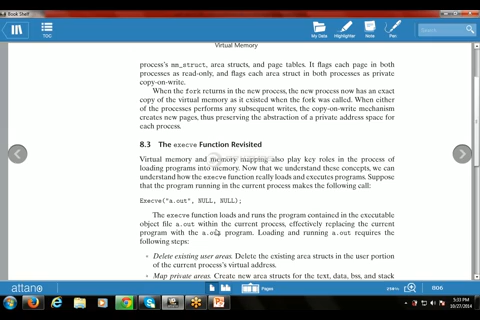 Book Shelf
TOC
My Data
Highlighter
Note
Pen
Search
Virtual Memory
process's mm_struct, area structs, and page tables. It flags each page in both
processes as read-only, and flags each area struct in both processes as private
copy-on-write.
When the fork returns in the new process, the new process now has an
exact copy of the virtual memory as it existed when the fork was called. When
either of the processes perform any subsequent writes, the copy-on-write mechanism
creates new pages, thus preserving the abstraction of a private address space for
each process.
8.3 The execve Function Revisited
Virtual memory and memory mapping also play key roles in the process of
loading programs into memory. Now that we understand these concepts, we can
understand how the execve function really loads and executes programs. Suppose
that the program running in the current process makes the following call:
Execve("a.out", NULL, NULL);
The execve function loads and runs the program contained in the executable
object file a.out within the current process, effectively replacing the current
program with the a.out program. Loading and running a.out requires the
following steps:
• Delete existing user areas. Delete the existing area structs in the user portion
of the current process's virtual address.
• Map private areas. Create new area structs for the text, data, bss, and stack
attano
Pages
806
5:33 PM
10/27/2014